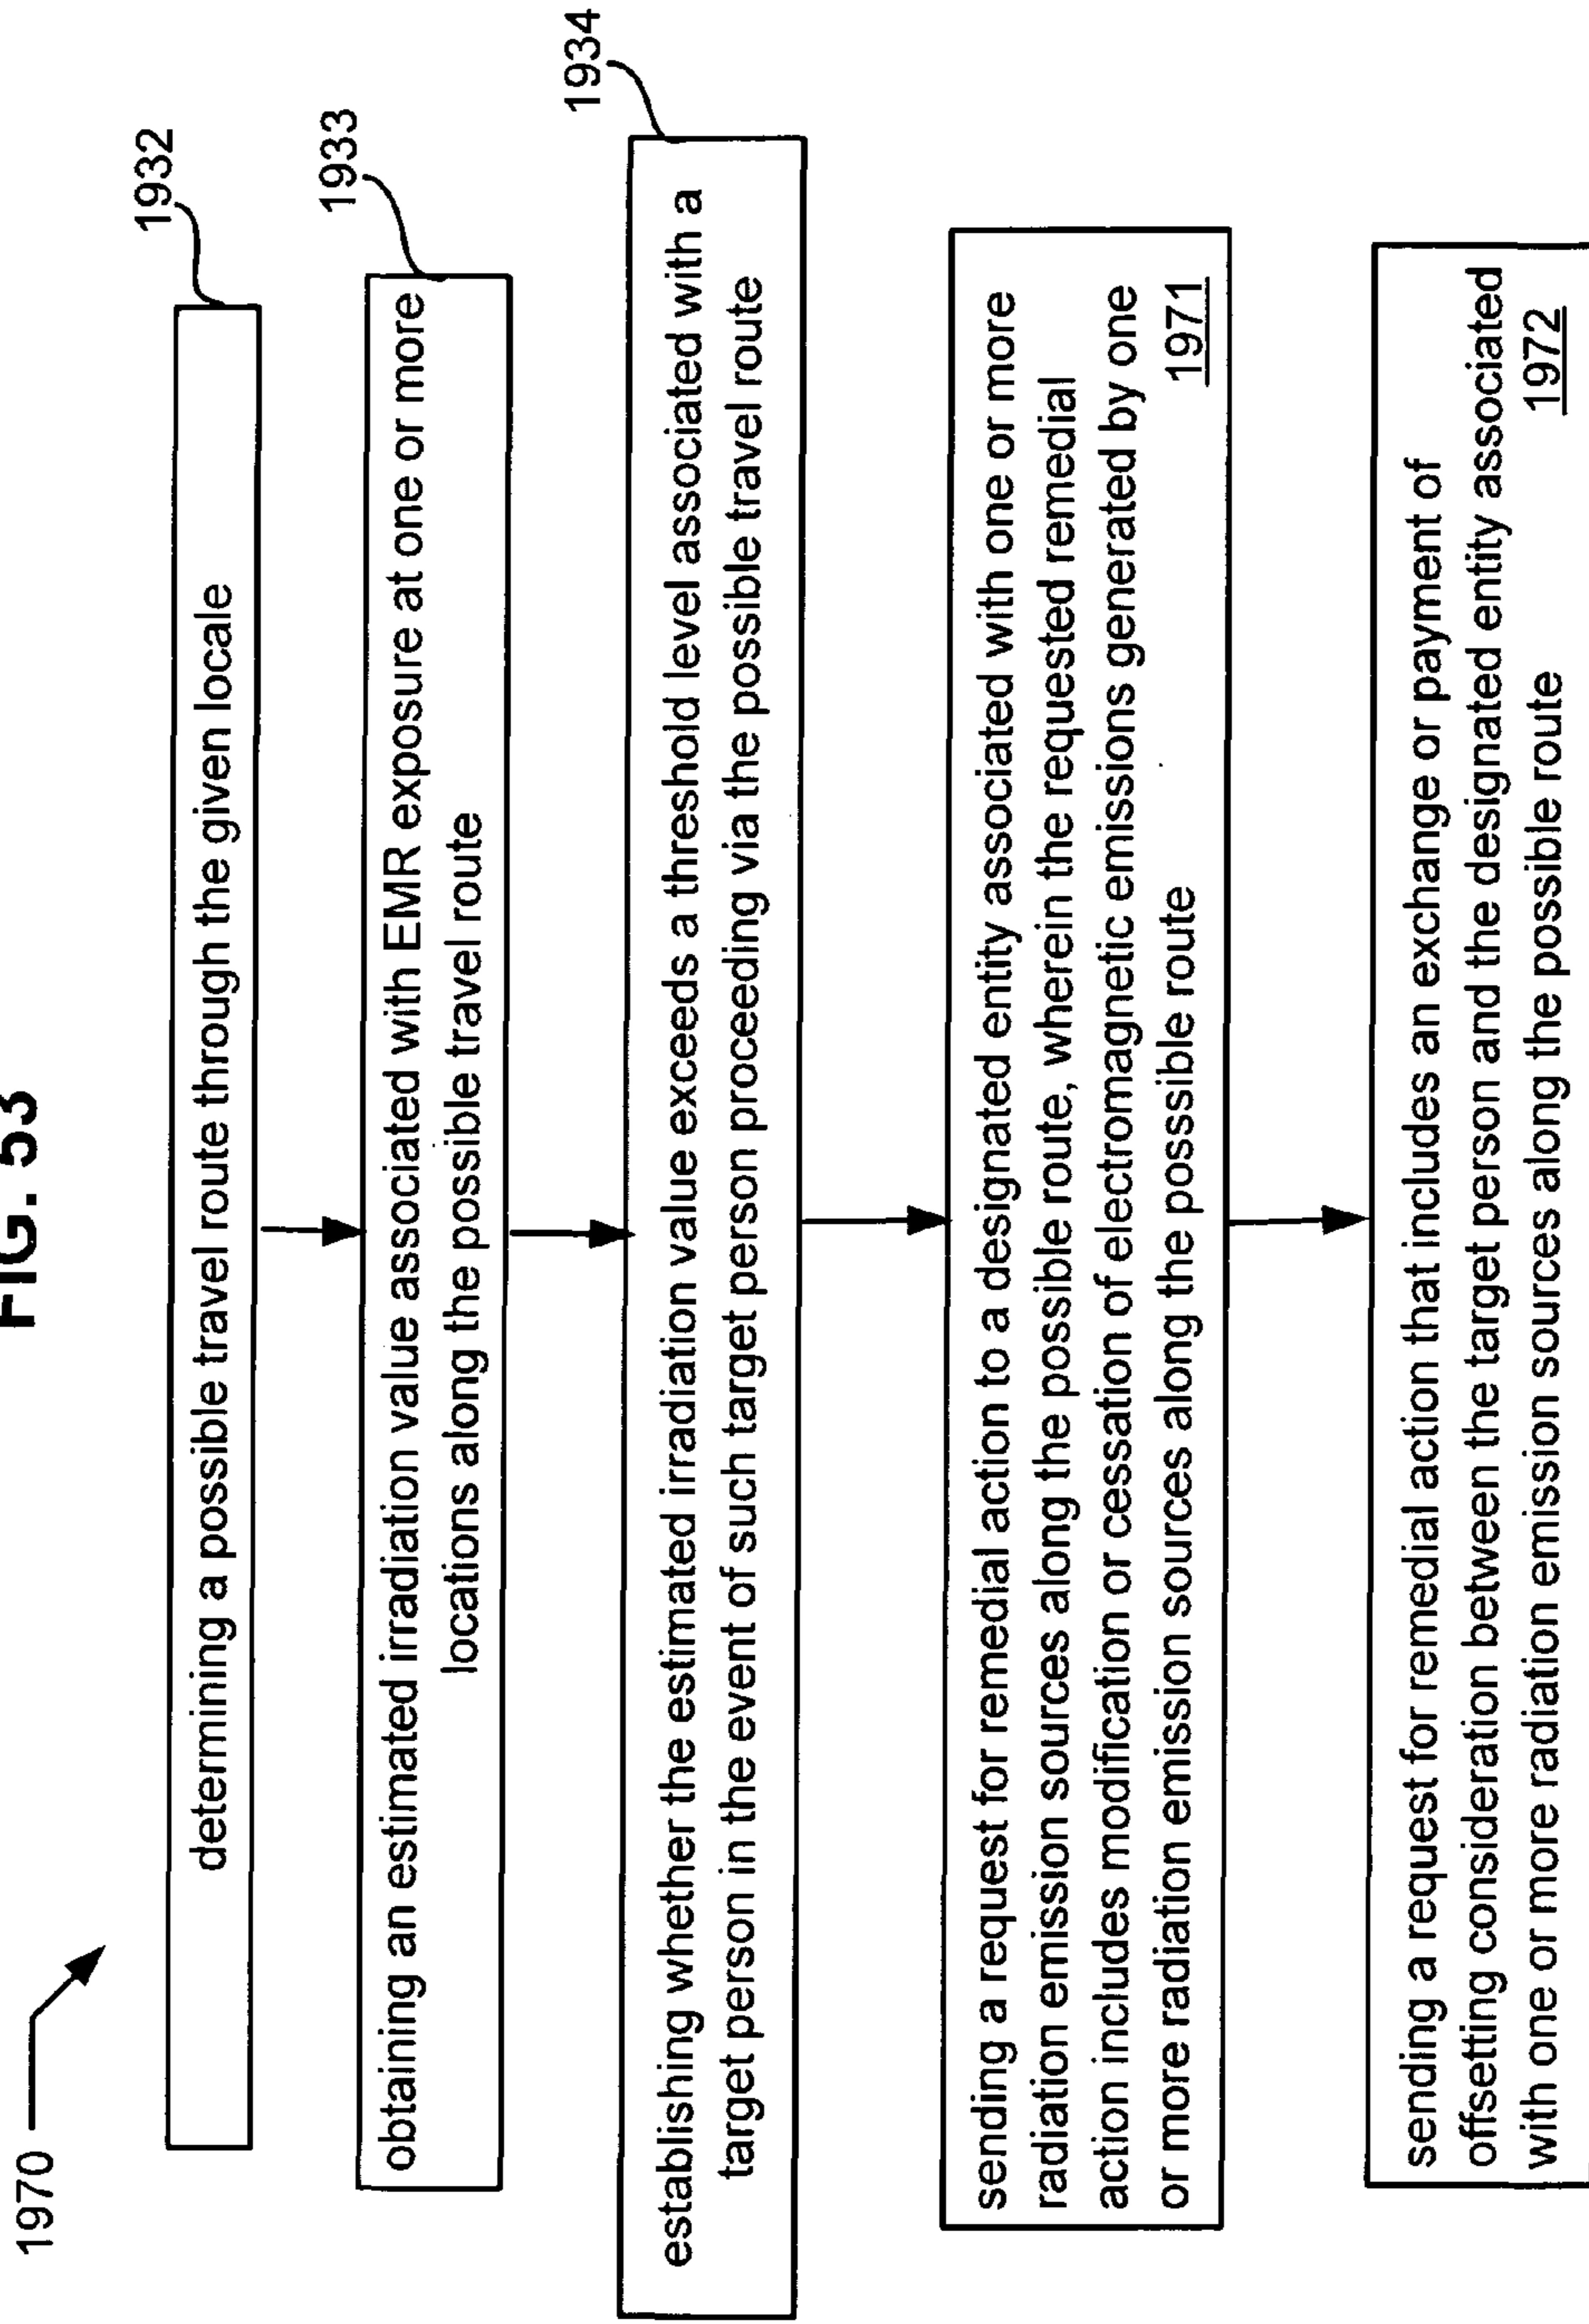 FIG. 53
1970
determining a possible travel route through the given locale
1932
obtaining an estimated irradiation value associated with EMR exposure at one or more
locations along the possible travel route
1933
establishing whether the estimated irradiation value exceeds a threshold level associated with a
target person in the event of such target person proceeding via the possible travel route
1934
sending a request for remedial action to a designated entity associated with one or more
radiation emission sources along the possible route, wherein the requested remedial
action includes modification or cessation of electromagnetic emissions generated by one
or more radiation emission sources along the possible route
1971
sending a request for remedial action that includes an exchange or payment of
offsetting consideration between the target person and the designated entity associated
with one or more radiation emission sources along the possible route
1972